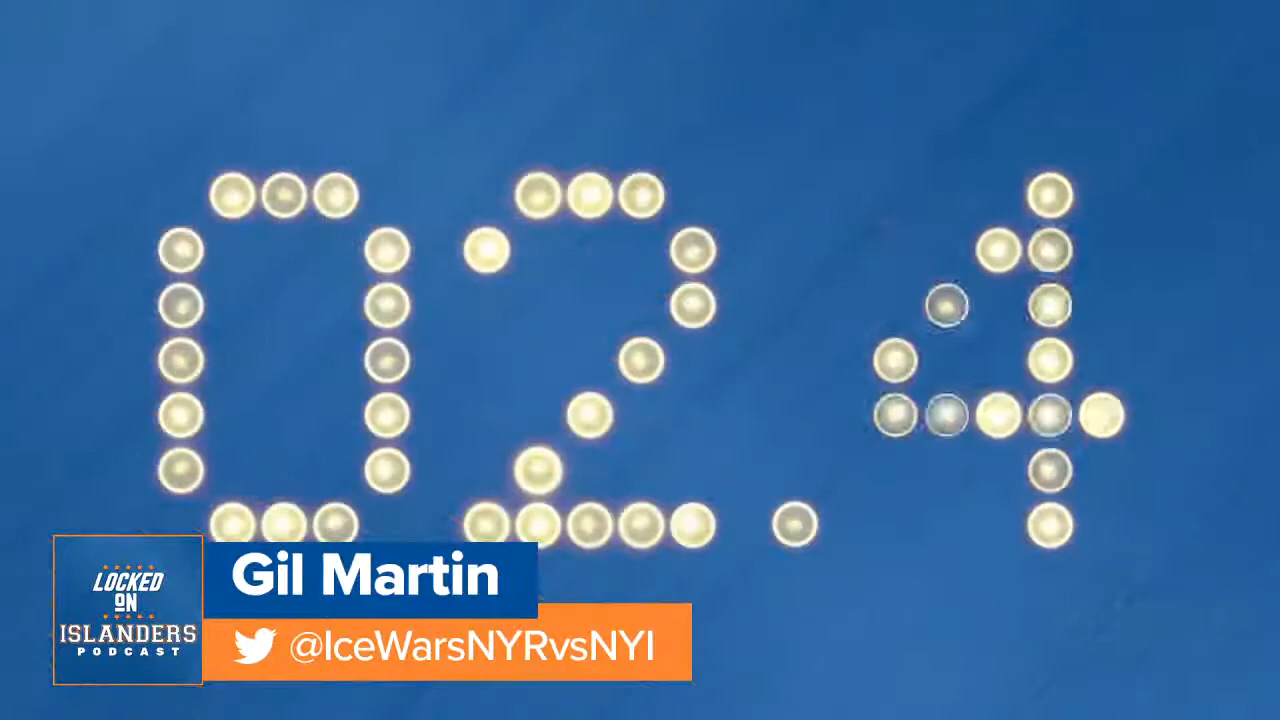 02.4
Gil Martin
@IceWarsNYRvsNYI
LOCKED
ON
ISLANDERS
PODCAST